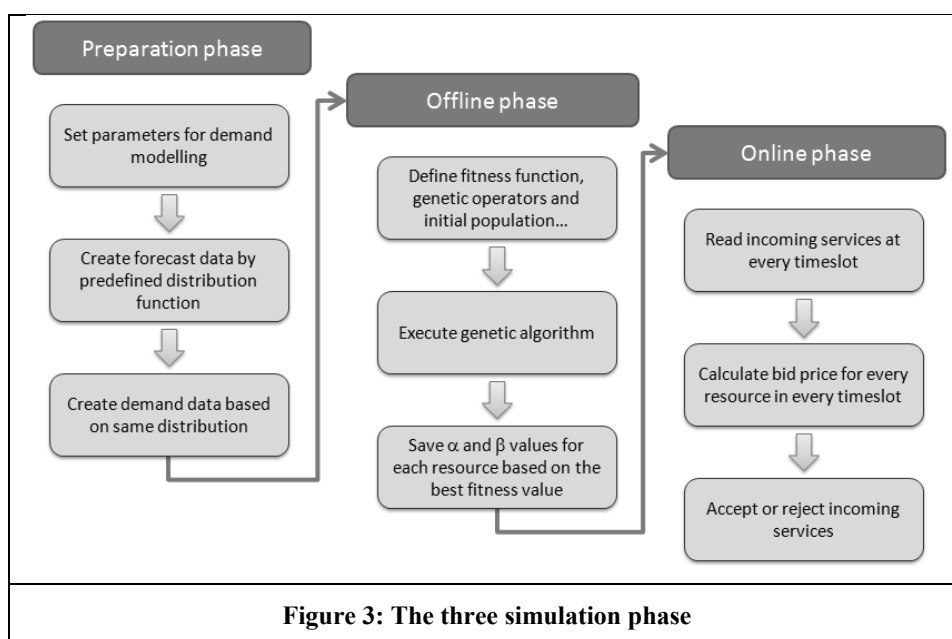 Preparation phase
Set parameters for demand
modelling
Create forecast data by
predefined distribution
function
Create demand data based
on same distribution
Offline phase
Define fitness function,
genetic operators and
initial population...
Execute genetic algorithm
Save α and β values for
each resource based on the
best fitness value
Online phase
Read incoming services at
every timeslot
Calculate bid price for every
resource in every timeslot
Accept or reject incoming
services
Figure 3: The three simulation phase